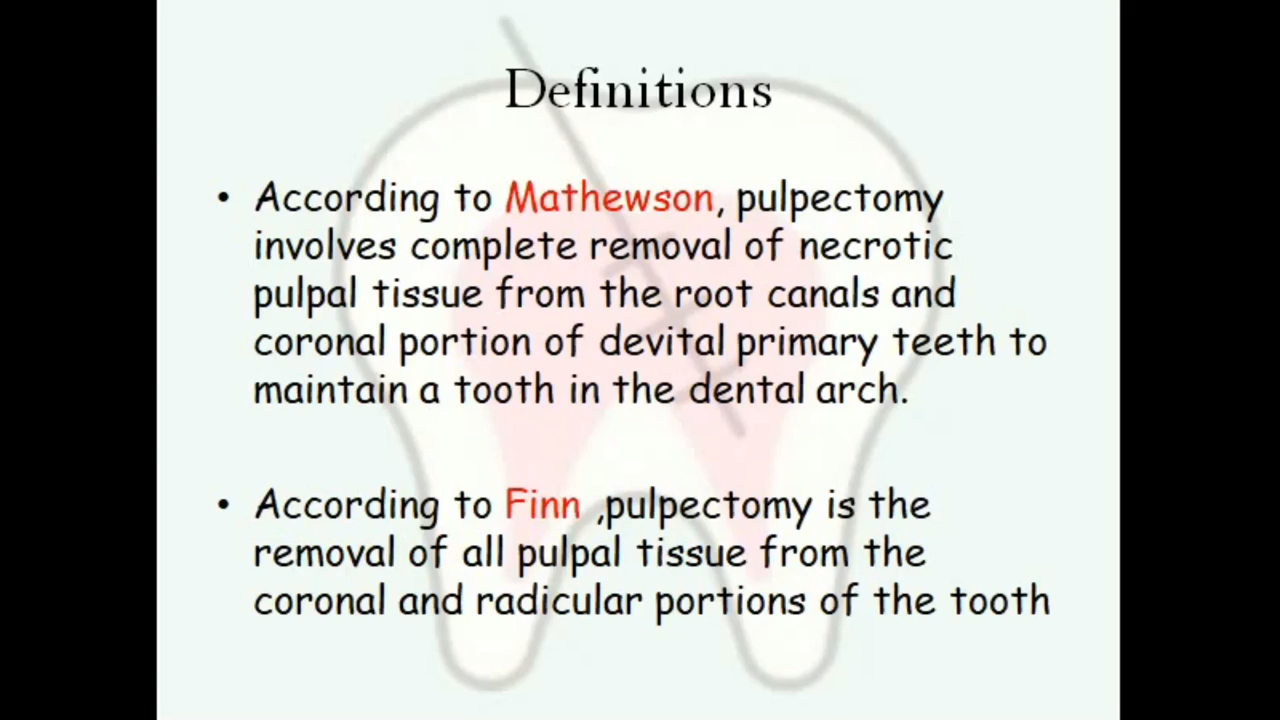 Definitions
• According to Mathewson, pulpectomy
involves complete removal of necrotic
pulpal tissue from the root canals and
coronal portion of devital primary teeth to
maintain a tooth in the dental arch.
• According to Finn ,pulpectomy is the
removal of all pulpal tissue from the
coronal and radicular portions of the tooth